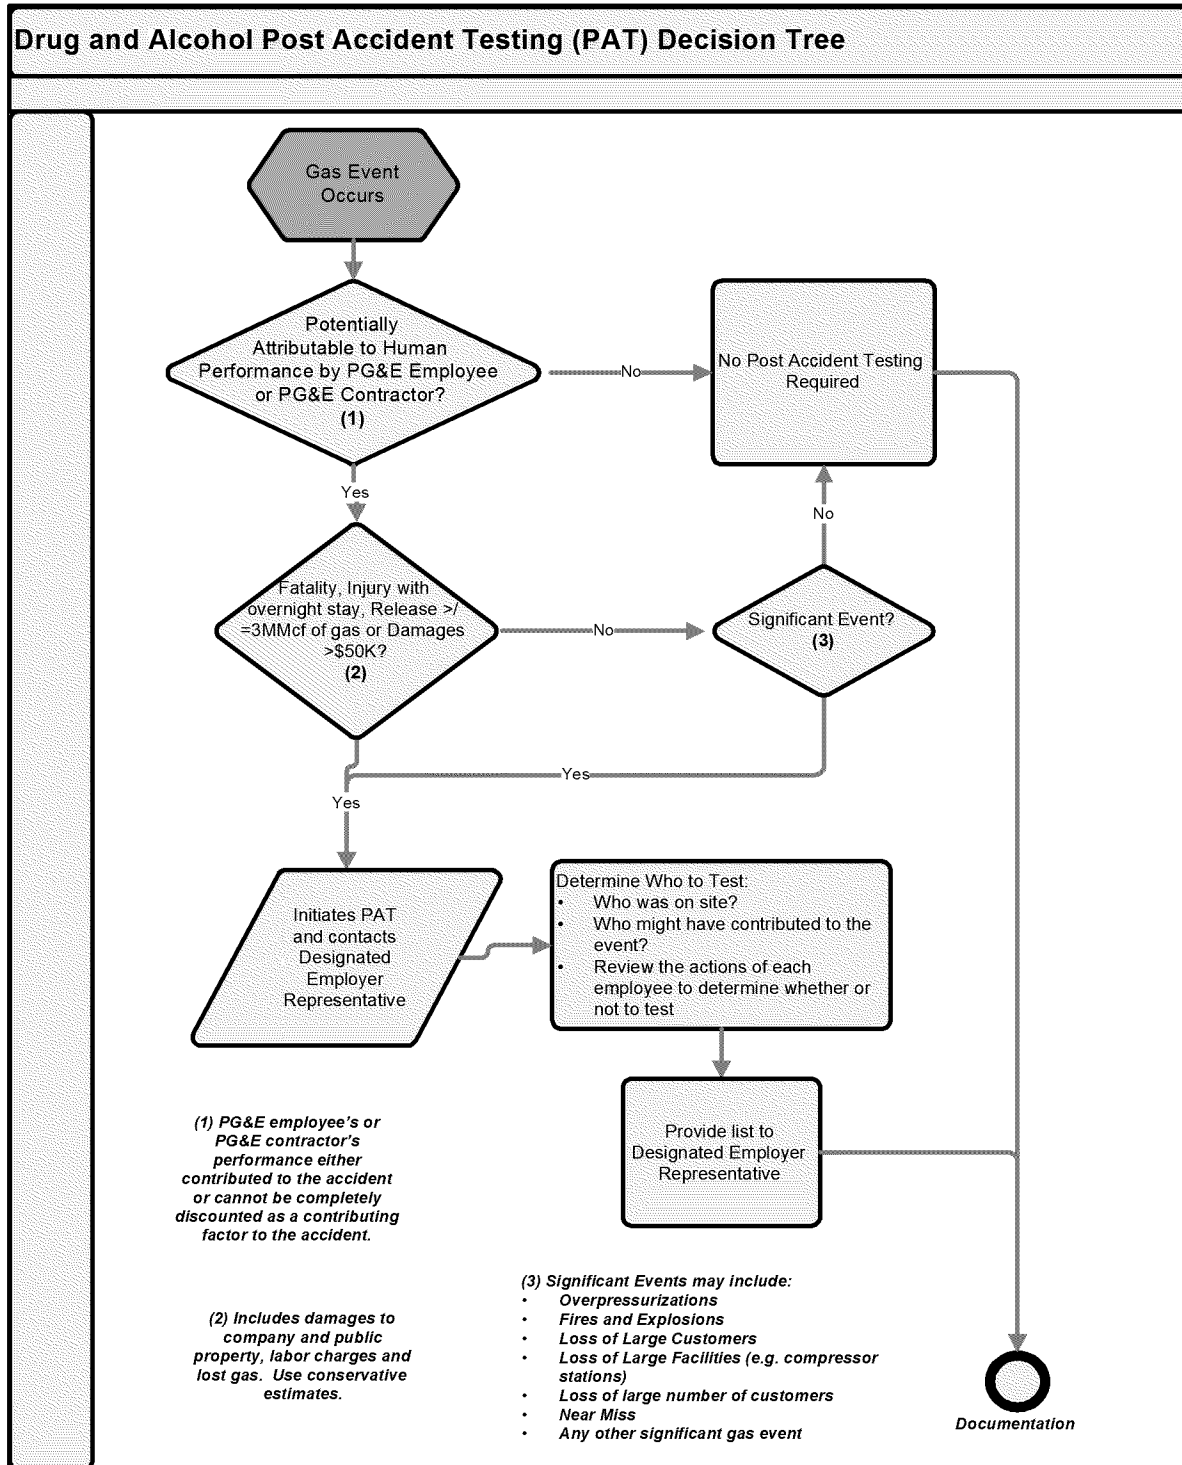 Drug and Alcohol Post Accident Testing (PAT) Decision Tree
Gas Event
Occurs
Potentially
Attributable to Human
Performance by PG&E Employee
or PG&E Contractor?
(1)
No
No Post Accident Testing
Required
Yes
No
Fatality, Injury with
overnight stay, Release >/
=3MMcf of gas or Damages
>$50K?
(2)
No
Significant Event?
(3)
Yes
Yes
Initiates PAT
and contacts
Designated
Employer
Representative
Determine Who to Test:
• Who was on site?
• Who might have contributed to the
event?
• Review the actions of each
employee to determine whether or
not to test
Provide list to
Designated Employer
Representative
(1) PG&E employee's or
PG&E contractor's
performance either
contributed to the accident
or cannot be completely
discounted as a contributing
factor to the accident.
(2) Includes damages to
company and public
property, labor charges and
lost gas. Use conservative
estimates.
(3) Significant Events may include:
• Overpressurizations
• Fires and Explosions
• Loss of Large Customers
• Loss of Large Facilities (e.g. compressor
stations)
• Loss of large number of customers
• Near Miss
• Any other significant gas event
Documentation